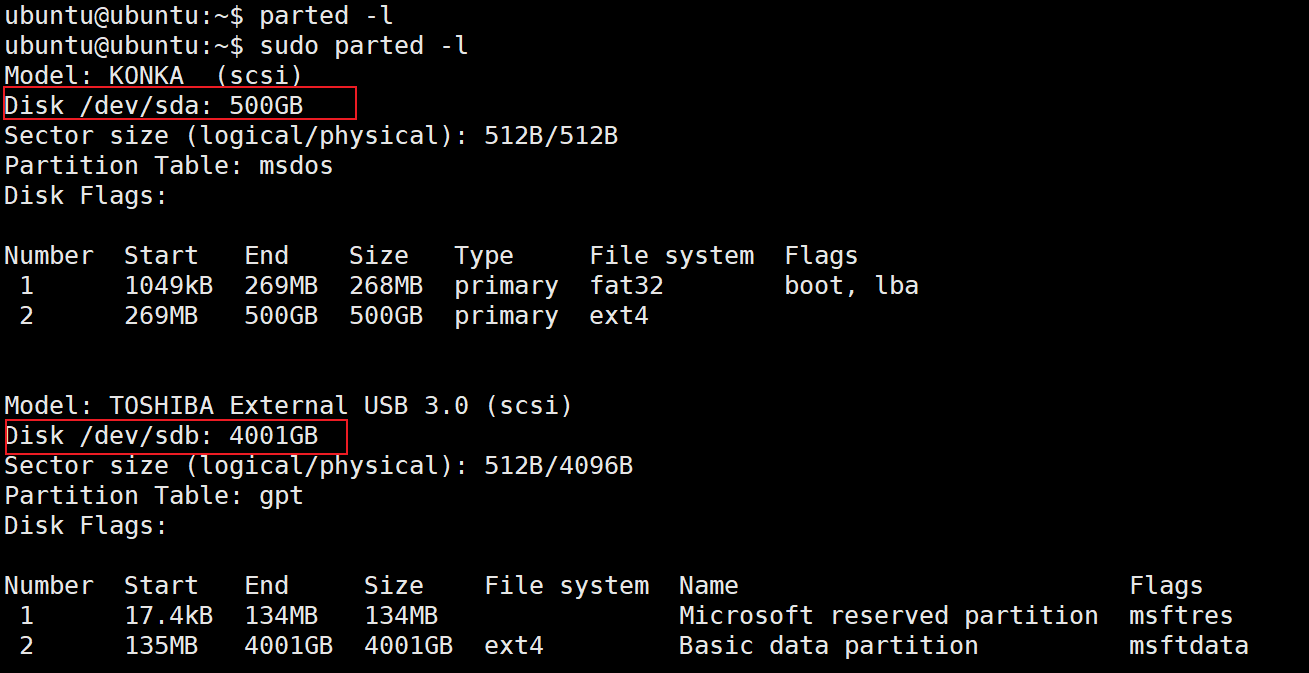 ubuntu@ubuntu:~$ parted -l
ubuntu@ubuntu:~$ sudo parted -l
Model: KONKA  (scsi)
Disk /dev/sda: 500GB
Sector size (logical/physical): 512B/512B
Partition Table: msdos
Disk Flags:
Number  Start   End    Size   Type     File system  Flags
 1      1049kB  269MB  268MB  primary  fat32        boot, lba
 2      269MB   500GB  500GB  primary  ext4
Model: TOSHIBA External USB 3.0 (scsi)
Disk /dev/sdb: 4001GB
Sector size (logical/physical): 512B/4096B
Partition Table: gpt
Disk Flags:
Number  Start   End     Size    File system  Name                          Flags
 1      17.4kB  134MB   134MB                Microsoft reserved partition  msftres
 2      135MB   4001GB  4001GB  ext4         Basic data partition          msftdata